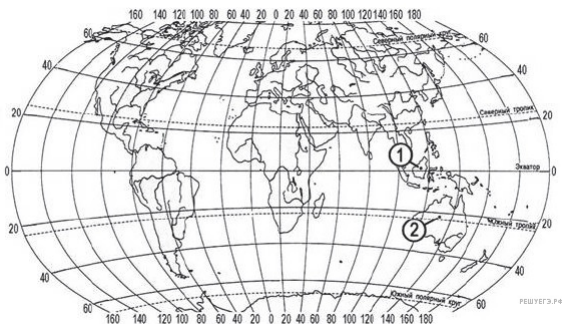 160 140 120 100 80 60 40 20 0 20 40 60 80 100 120 140 160 180
60 Северный полярный круг 60
40 40
20 Северный тропик 20
1
0 Экватор 0
20 Южный тропик 20
2
40 40
60 Южный полярный круг 60
РЕШУЕГЭ.РФ
160 140 120 100 80 60 40 20 0 20 40 60 80 100 120 140 160 180